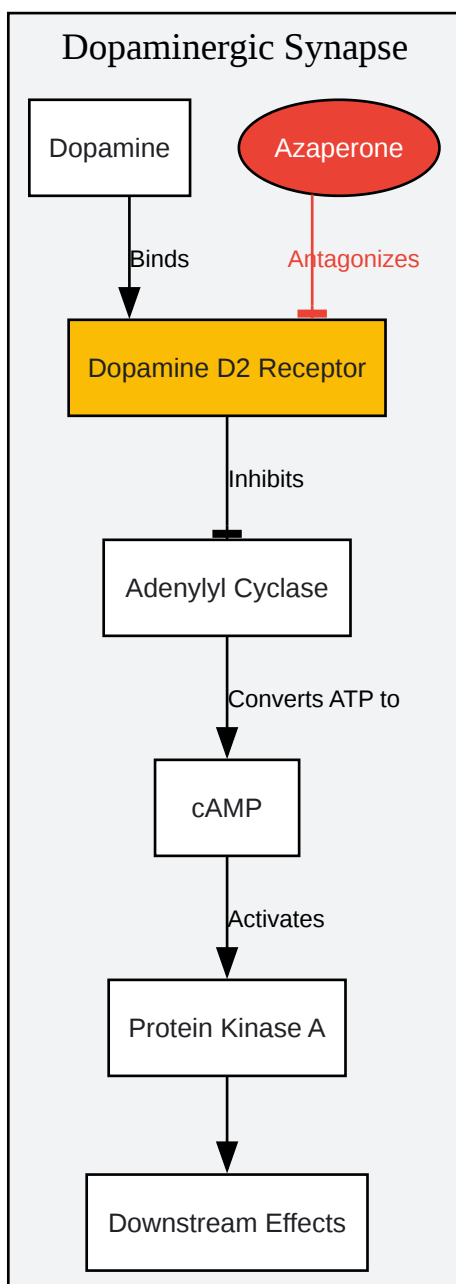 Dopaminergic Synapse
Dopamine
Azaperone
Binds
Antagonizes
Dopamine D2 Receptor
Inhibits
Adenylyl Cyclase
Converts ATP to
cAMP
Activates
Protein Kinase A
Downstream Effects